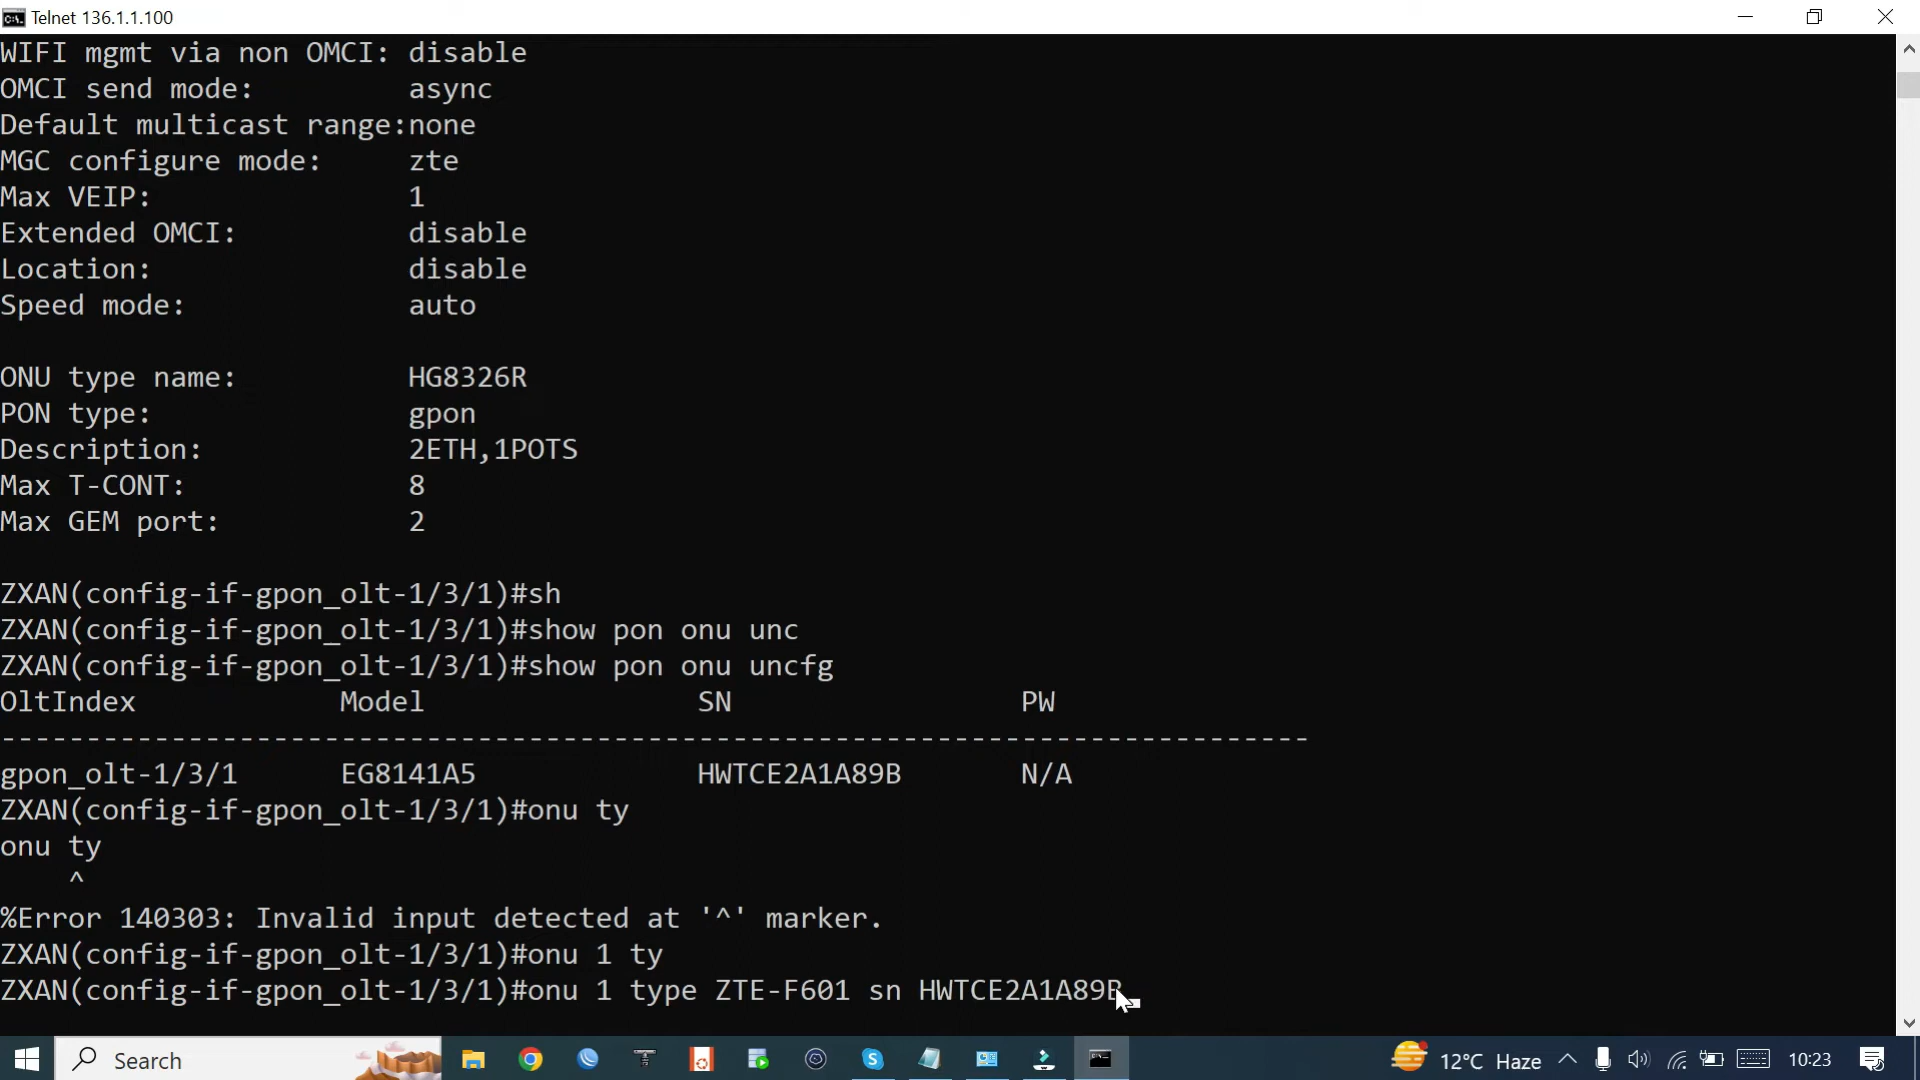 Telnet 136.1.1.100
WIFI mgmt via non OMCI: disable
OMCI send mode:          async
Default multicast range:none
MGC configure mode:     zte
Max VEIP:               1
Extended OMCI:          disable
Location:               disable
Speed mode:             auto
ONU type name:          HG8326R
PON type:               gpon
Description:            2ETH,1POTS
Max T-CONT:             8
Max GEM port:           2
ZXAN(config-if-gpon_olt-1/3/1)#sh
ZXAN(config-if-gpon_olt-1/3/1)#show pon onu unc
ZXAN(config-if-gpon_olt-1/3/1)#show pon onu uncfg
OltIndex            Model                SN                 PW
-----------------------------------------------------------------------------
gpon_olt-1/3/1      EG8141A5             HWTCE2A1A89B       N/A
ZXAN(config-if-gpon_olt-1/3/1)#onu ty
onu ty
    ^
%Error 140303: Invalid input detected at '^' marker.
ZXAN(config-if-gpon_olt-1/3/1)#onu 1 ty
ZXAN(config-if-gpon_olt-1/3/1)#onu 1 type ZTE-F601 sn HWTCE2A1A89B
Search
12°C Haze
10:23